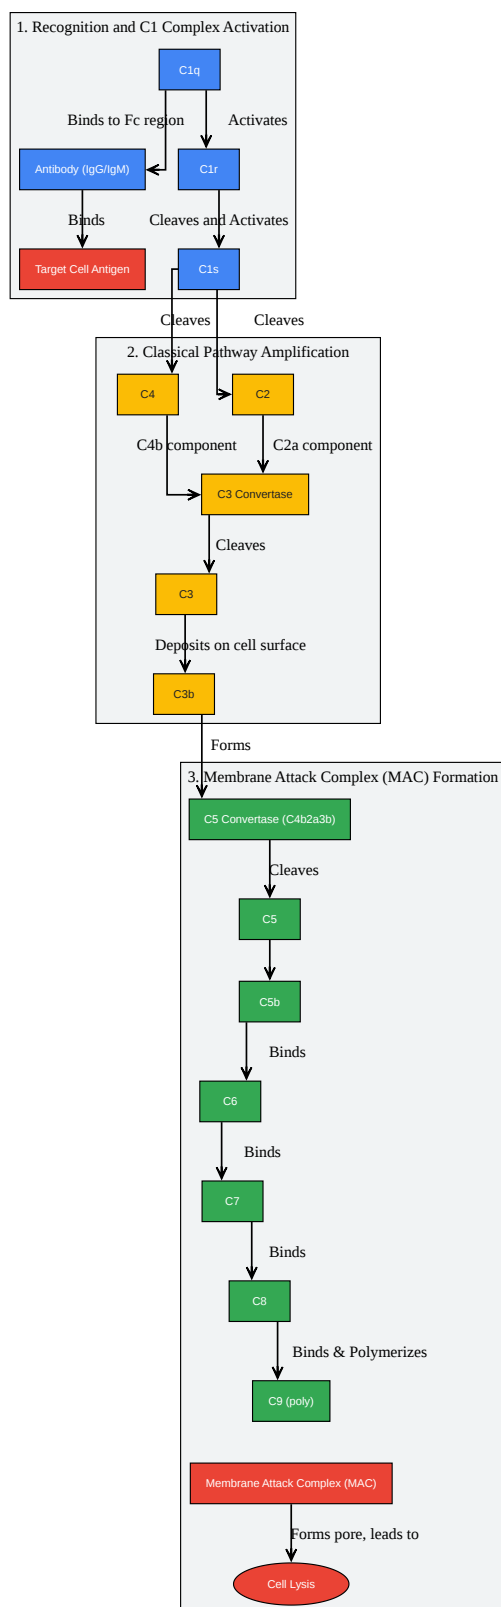 1. Recognition and C1 Complex Activation
C1q
Binds to Fc region
Activates
Antibody (IgG/IgM)
C1r
Binds
Cleaves and Activates
Target Cell Antigen
C1s
Cleaves
Cleaves
2. Classical Pathway Amplification
C4
C2
C4b component
C2a component
C3 Convertase
Cleaves
C3
Deposits on cell surface
C3b
Forms
3. Membrane Attack Complex (MAC) Formation
C5 Convertase (C4b2a3b)
Cleaves
C5
C5b
Binds
C6
Binds
C7
Binds
C8
Binds & Polymerizes
C9 (poly)
Membrane Attack Complex (MAC)
Forms pore, leads to
Cell Lysis